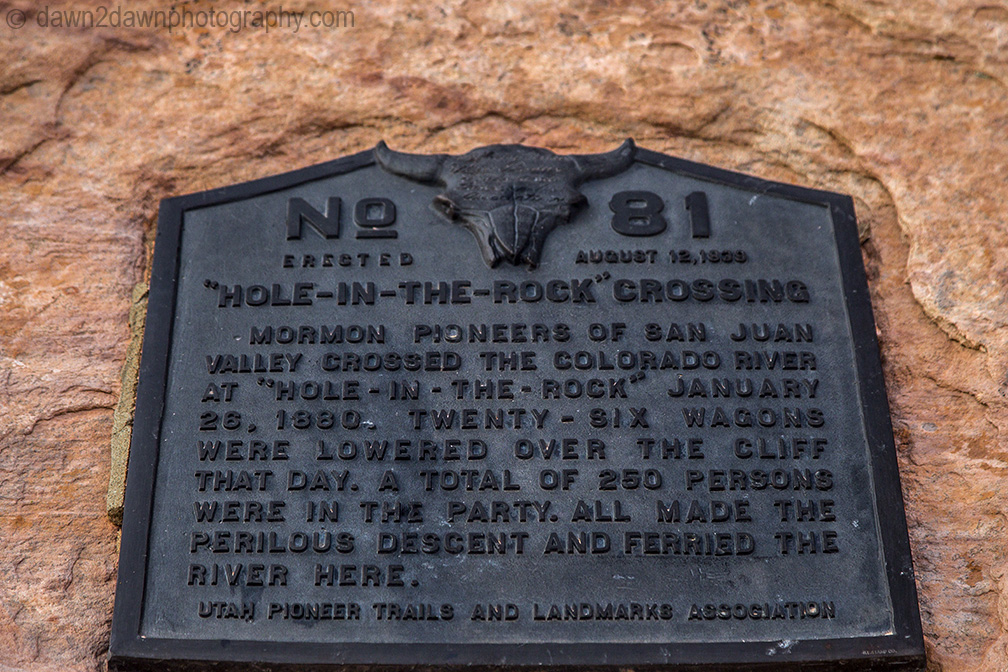 © dawn2dawnphotography.com
No 81
ERECTED AUGUST 12, 1939
"HOLE-IN-THE-ROCK" CROSSING
MORMON PIONEERS OF SAN JUAN
VALLEY CROSSED THE COLORADO RIVER
AT "HOLE-IN-THE-ROCK" JANUARY
26, 1880. TWENTY-SIX WAGONS
WERE LOWERED OVER THE CLIFF
THAT DAY. A TOTAL OF 250 PERSONS
WERE IN THE PARTY. ALL MADE THE
PERILOUS DESCENT AND FERRIED THE
RIVER HERE.
UTAH PIONEER TRAILS AND LANDMARKS ASSOCIATION